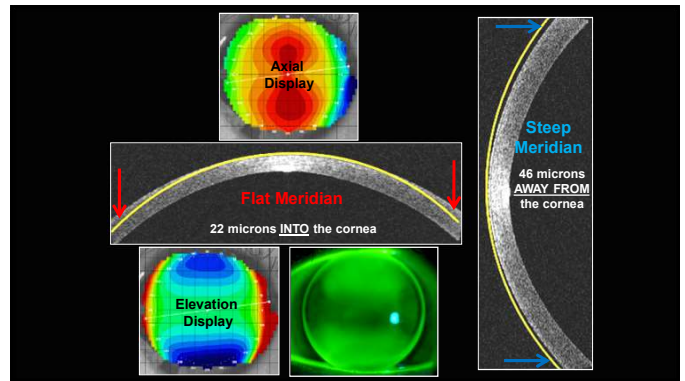 Axial
Display
Flat Meridian
22 microns INTO the cornea
Steep
Meridian
46 microns
AWAY FROM
the cornea
Elevation
Display